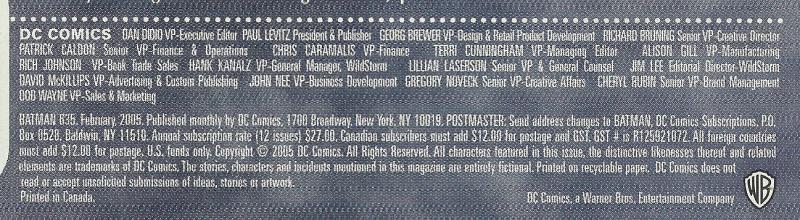 DC COMICS DAN DIDIO VP-Executive Editor PAUL LEVITZ President & Publisher GEORG BREWER VP-Design & Retail Product Development RICHARD BRUNING Senior VP-Creative Director
PATRICK CALDON Senior VP-Finance & Operations CHRIS CARAMALIS VP-Finance TERRI CUNNINGHAM VP-Managing Editor ALISON GILL VP-Manufacturing
RICH JOHNSON VP-Book Trade Sales HANK KANALZ VP-General Manager, WildStorm LILLIAN LASERSON Senior VP & General Counsel JIM LEE Editorial Director-WildStorm
DAVID McKILLIPS VP-Advertising & Custom Publishing JOHN NEE VP-Business Development GREGORY NOVECK Senior VP-Creative Affairs CHERYL RUBIN Senior VP-Brand Management
BOB WAYNE VP-Sales & Marketing
BATMAN 635. February, 2005. Published monthly by DC Comics, 1700 Broadway, New York, NY 10019. POSTMASTER: Send address changes to BATMAN, DC Comics Subscriptions, P.O.
Box 0528, Baldwin, NY 11510. Annual subscription rate (12 issues) $27.00. Canadian subscribers must add $12.00 for postage and GST. GST # is R125921072. All foreign countries
must add $12.00 for postage. U.S. funds only. Copyright © 2005 DC Comics. All Rights Reserved. All characters featured in this issue, the distinctive likenesses thereof and related
elements are trademarks of DC Comics. The stories, characters and incidents mentioned in this magazine are entirely fictional. Printed on recyclable paper. DC Comics does not
read or accept unsolicited submissions of ideas, stories or artwork.
Printed in Canada.
DC Comics, a Warner Bros. Entertainment Company
WB